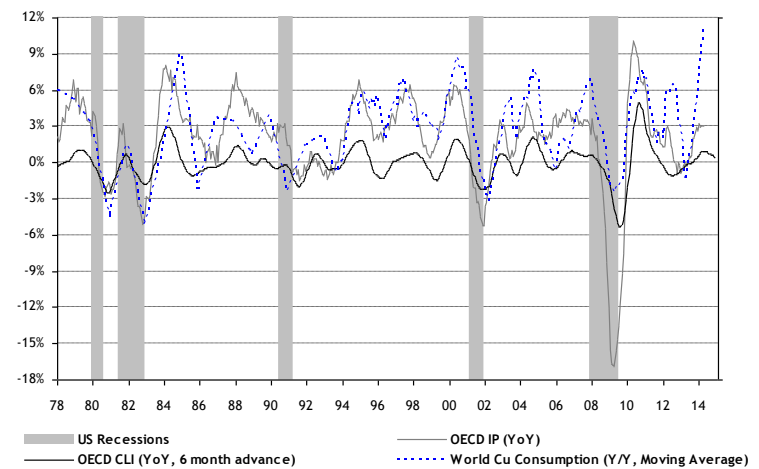 12%
9%
6%
3%
0%
-3%
-6%
-9%
-12%
-15%
-18%
78 80 82 84 86 88 90 92 94 96 98 00 02 04 06 08 10 12 14
US Recessions
OECD IP (YoY)
OECD CLI (YoY, 6 month advance)
World Cu Consumption (Y/Y, Moving Average)